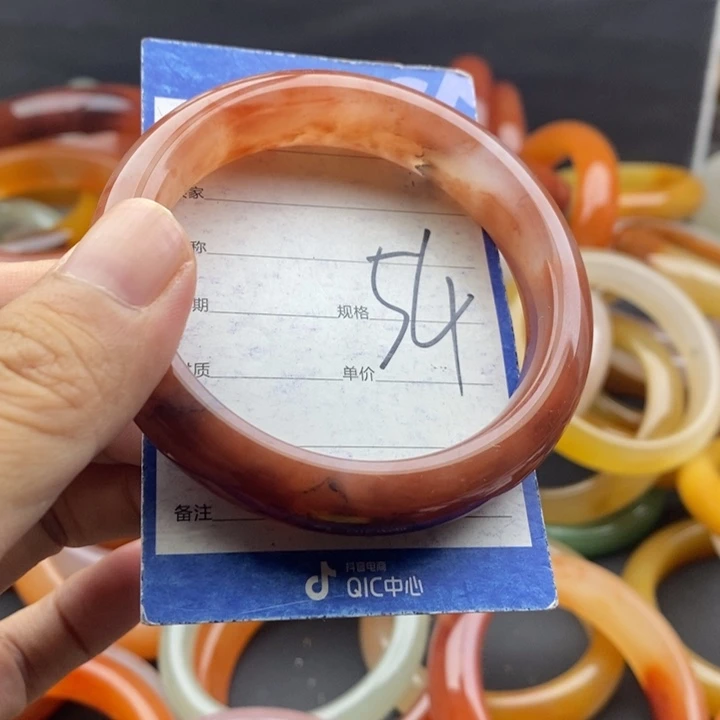 家
称
期 规格 54
质 单价
备注
抖音电商
QIC中心